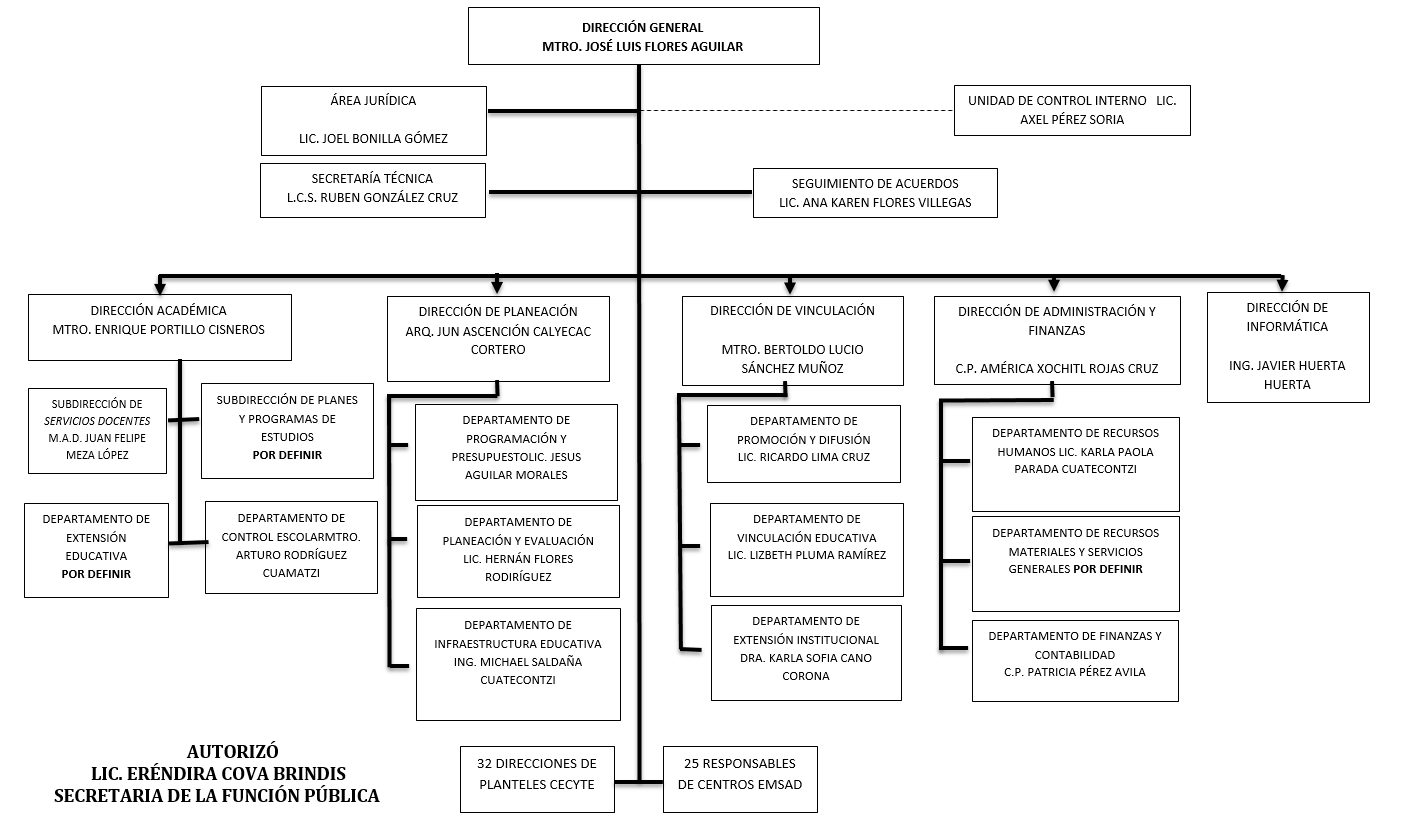 DIRECCIÓN GENERAL
MTRO. JOSÉ LUIS FLORES AGUILAR
ÁREA JURÍDICA
LIC. JOEL BONILLA GÓMEZ
UNIDAD DE CONTROL INTERNO LIC.
AXEL PÉREZ SORIA
SECRETARÍA TÉCNICA
L.C.S. RUBEN GONZÁLEZ CRUZ
SEGUIMIENTO DE ACUERDOS
LIC. ANA KAREN FLORES VILLEGAS
DIRECCIÓN ACADÉMICA
MTRO. ENRIQUE PORTILLO CISNEROS
SUBDIRECCIÓN DE
SERVICIOS DOCENTES
M.A.D. JUAN FELIPE
MEZA LÓPEZ
SUBDIRECCIÓN DE PLANES
Y PROGRAMAS DE
ESTUDIOS
POR DEFINIR
DEPARTAMENTO DE
EXTENSIÓN
EDUCATIVA
POR DEFINIR
DEPARTAMENTO DE
CONTROL ESCOLARMTRO.
ARTURO RODRÍGUEZ
CUAMATZI
DIRECCIÓN DE PLANEACIÓN
ARQ. JUN ASCENCIÓN CALYECAC
CORTERO
DEPARTAMENTO DE
PROGRAMACIÓN Y
PRESUPUESTOLIC. JESUS
AGUILAR MORALES
DEPARTAMENTO DE
PLANEACIÓN Y EVALUACIÓN
LIC. HERNÁN FLORES
RODIRÍGUEZ
DEPARTAMENTO DE
INFRAESTRUCTURA EDUCATIVA
ING. MICHAEL SALDAÑA
CUATECONTZI
DIRECCIÓN DE VINCULACIÓN
MTRO. BERTOLDO LUCIO
SÁNCHEZ MUÑOZ
DEPARTAMENTO DE
PROMOCIÓN Y DIFUSIÓN
LIC. RICARDO LIMA CRUZ
DEPARTAMENTO DE
VINCULACIÓN EDUCATIVA
LIC. LIZBETH PLUMA RAMÍREZ
DEPARTAMENTO DE
EXTENSIÓN INSTITUCIONAL
DRA. KARLA SOFIA CANO
CORONA
DIRECCIÓN DE ADMINISTRACIÓN Y
FINANZAS
C.P. AMÉRICA XOCHITL ROJAS CRUZ
DEPARTAMENTO DE RECURSOS
HUMANOS LIC. KARLA PAOLA
PARADA CUATECONTZI
DEPARTAMENTO DE RECURSOS
MATERIALES Y SERVICIOS
GENERALES POR DEFINIR
DEPARTAMENTO DE FINANZAS Y
CONTABILIDAD
C.P. PATRICIA PÉREZ AVILA
DIRECCIÓN DE
INFORMÁTICA
ING. JAVIER HUERTA
HUERTA
AUTORIZÓ
LIC. ERÉNDIRA COVA BRINDIS
SECRETARIA DE LA FUNCIÓN PÚBLICA
32 DIRECCIONES DE
PLANTELES CECYTE
25 RESPONSABLES
DE CENTROS EMSAD